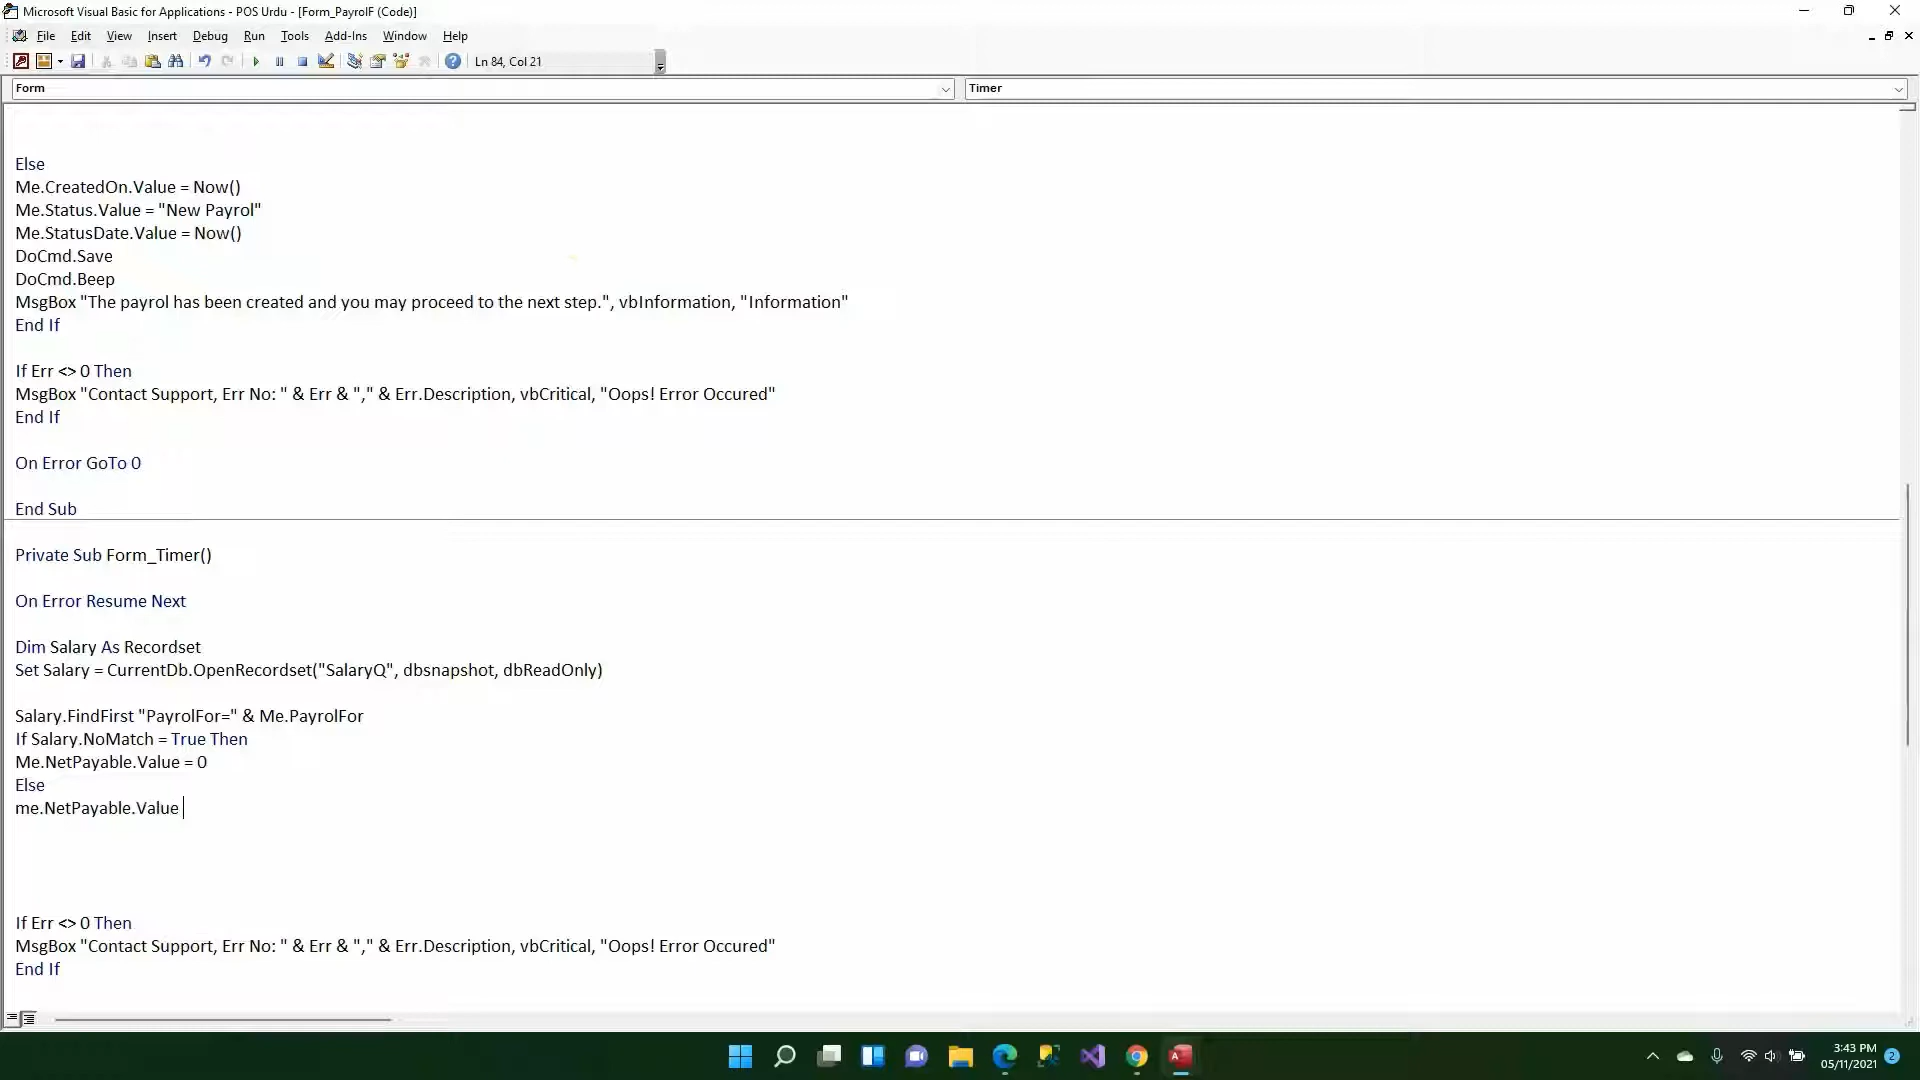 Microsoft Visual Basic for Applications - POS Urdu - [Form_PayrolF (Code)]
File Edit View Insert Debug Run Tools Add-Ins Window Help
Ln 84, Col 21
Form
Timer
Else
Me.CreatedOn.Value = Now()
Me.Status.Value = "New Payrol"
Me.StatusDate.Value = Now()
DoCmd.Save
DoCmd.Beep
MsgBox "The payrol has been created and you may proceed to the next step.", vbInformation, "Information"
End If
If Err <> 0 Then
MsgBox "Contact Support, Err No: " & Err & "," & Err.Description, vbCritical, "Oops! Error Occured"
End If
On Error GoTo 0
End Sub
Private Sub Form_Timer()
On Error Resume Next
Dim Salary As Recordset
Set Salary = CurrentDb.OpenRecordset("SalaryQ", dbsnapshot, dbReadOnly)
Salary.FindFirst "PayrolFor=" & Me.PayrolFor
If Salary.NoMatch = True Then
Me.NetPayable.Value = 0
Else
me.NetPayable.Value
If Err <> 0 Then
MsgBox "Contact Support, Err No: " & Err & "," & Err.Description, vbCritical, "Oops! Error Occured"
End If
3:43 PM
05/11/2021
2